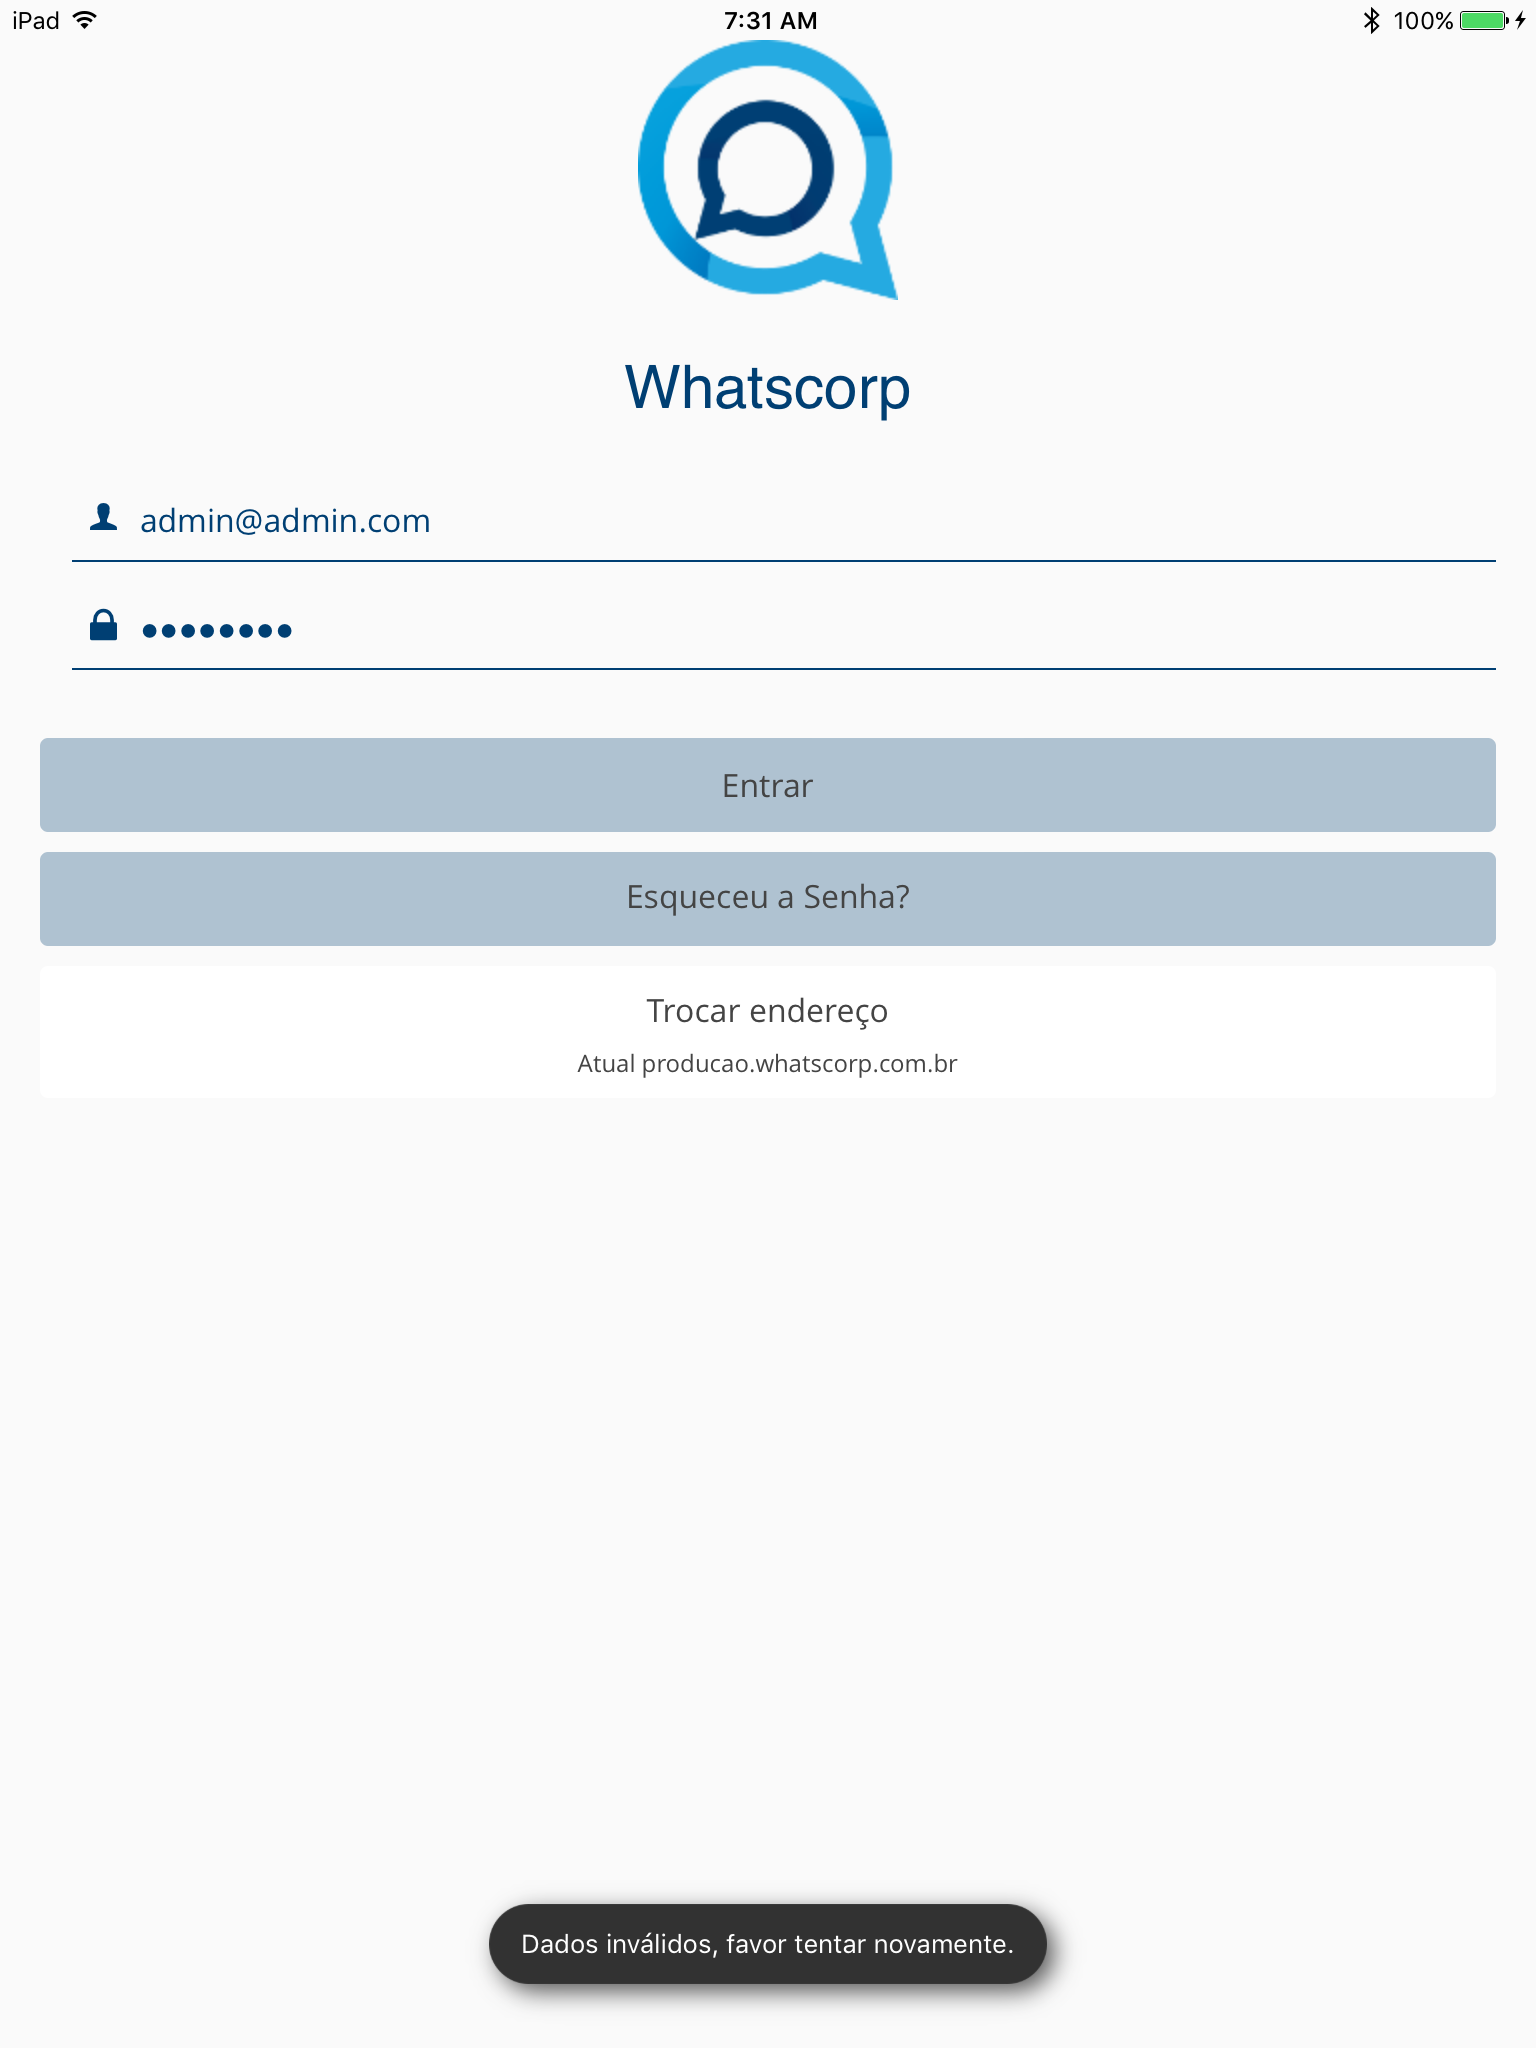 iPad 7:31 AM 100%
Whatscorp
admin@admin.com
••••••••
Entrar
Esqueceu a Senha?
Trocar endereço
Atual producao.whatscorp.com.br
Dados inválidos, favor tentar novamente.